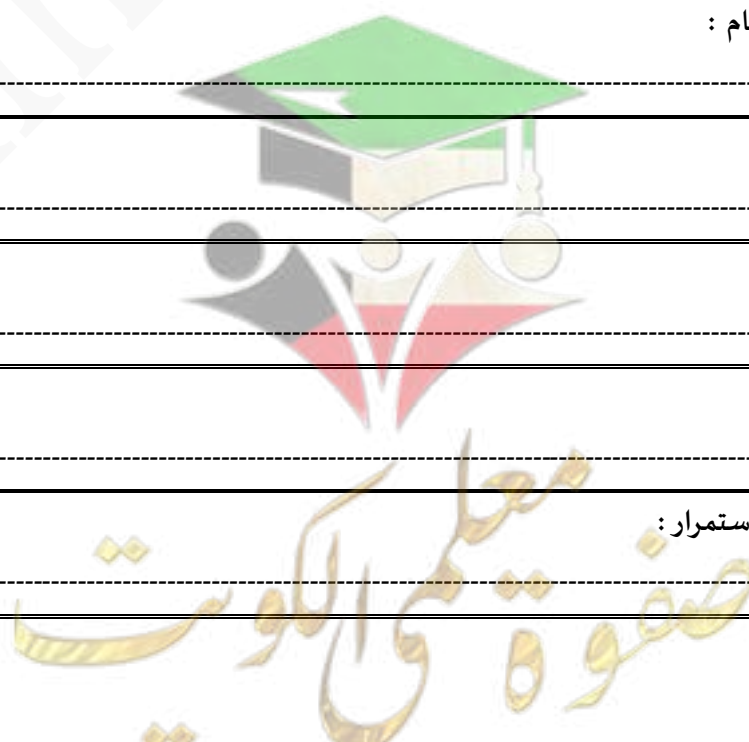 ام :
ستمرار :
صفوة معلمي الكويت